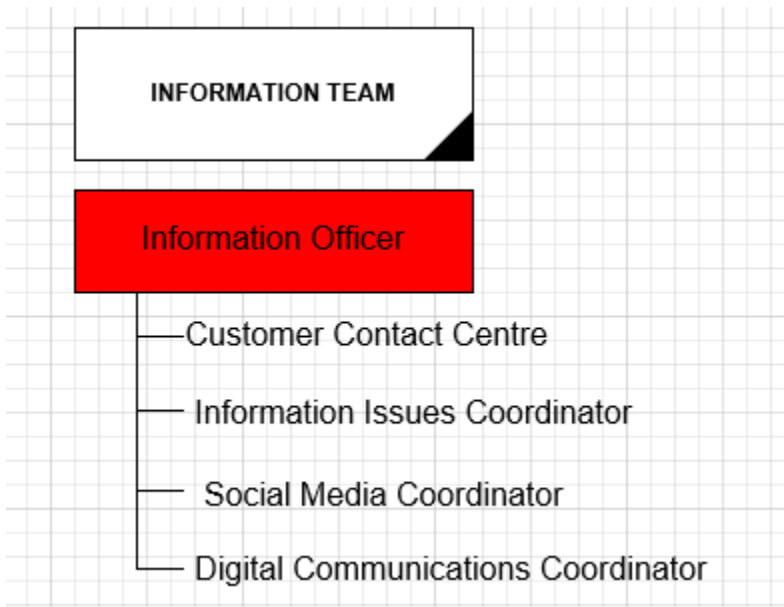 INFORMATION TEAM
Information Officer
Customer Contact Centre
Information Issues Coordinator
Social Media Coordinator
Digital Communications Coordinator